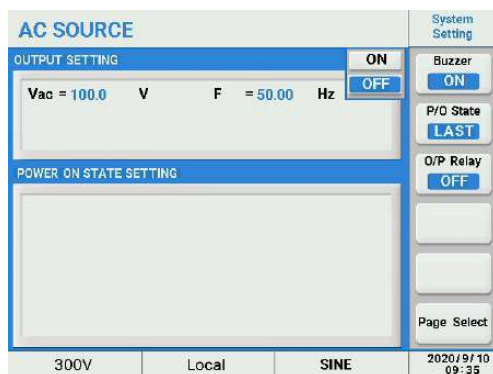 AC SOURCE
System
Setting
OUTPUT SETTING
ON
OFF
Vac = 100.0 V F = 50.00 Hz
Buzzer
ON
P/O State
LAST
O/P Relay
OFF
POWER ON STATE SETTING
Page Select
300V Local SINE
2020/9/10
09:35